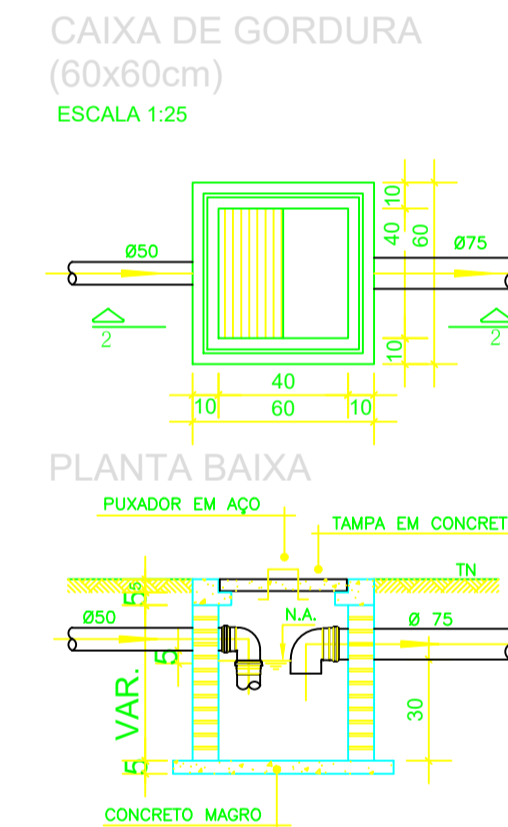 CAIXA DE GORDURA
(60x60cm)
ESCALA 1:25
10
Ø50
40
60
Ø75
2
2
10
40
10
60
10
PLANTA BAIXA
PUXADOR EM AÇO
TAMPA EM CONCRET
TN
5
5
Ø50
N.A.
Ø 75
5
VAR.
30
5
CONCRETO MAGRO